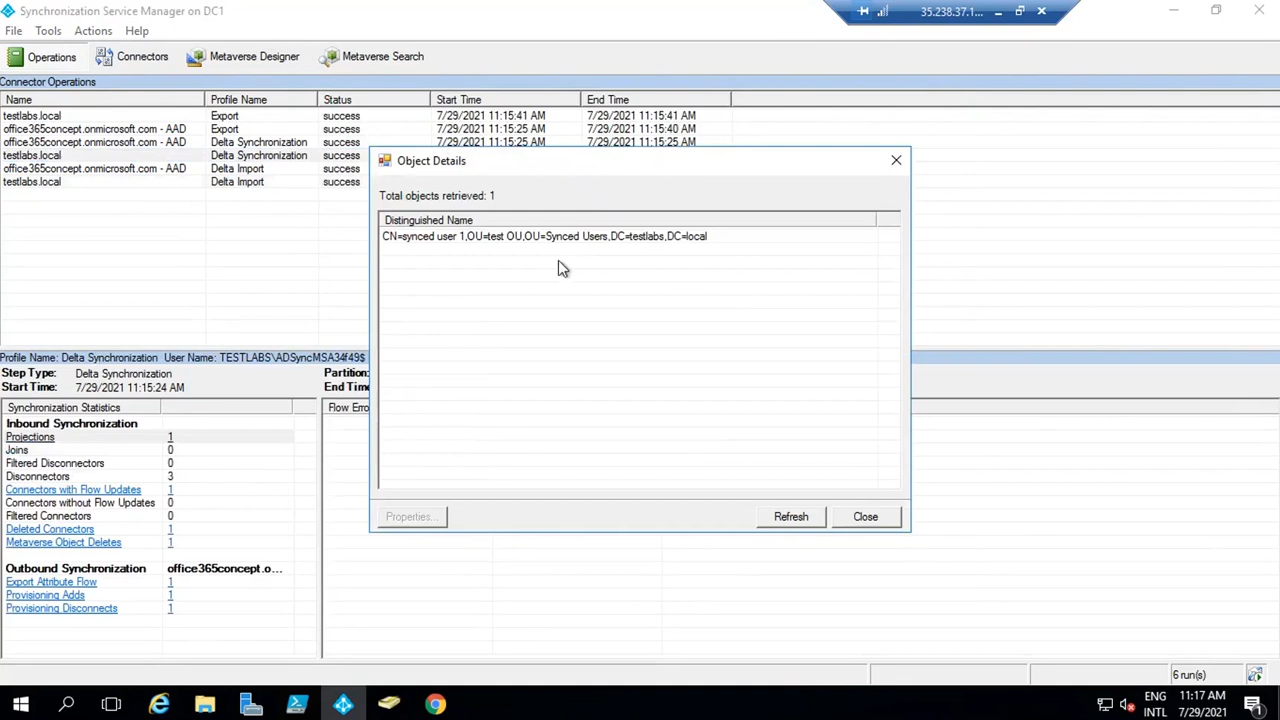 Synchronization Service Manager on DC1
35.238.37.1...
File Tools Actions Help
Operations Connectors Metaverse Designer Metaverse Search
Connector Operations
Name Profile Name Status Start Time End Time
testlabs.local Export success 7/29/2021 11:15:41 AM 7/29/2021 11:15:41 AM
office365concept.onmicrosoft.com - AAD Export success 7/29/2021 11:15:40 AM 7/29/2021 11:15:40 AM
office365concept.onmicrosoft.com - AAD Delta Synchronization success 7/29/2021 11:15:25 AM 7/29/2021 11:15:25 AM
testlabs.local Delta Synchronization success
office365concept.onmicrosoft.com - AAD Delta Import success
testlabs.local Delta Import success
Object Details
Total objects retrieved: 1
Distinguished Name
CN=synced user 1,OU=test OU,OU=Synced Users,DC=testlabs,DC=local
Properties... Refresh Close
Profile Name: Delta Synchronization User Name: TESTLABS\ADSyncMSA34f49$
Step Type: Delta Synchronization Partition:
Start Time: 7/29/2021 11:15:24 AM End Time
Synchronization Statistics Flow Erro
Inbound Synchronization
Projections 1
Joins 0
Filtered Disconnectors 0
Disconnectors 3
Connectors with Flow Updates 1
Connectors without Flow Updates 0
Filtered Connectors 0
Deleted Connectors 1
Metaverse Object Deletes 1
Outbound Synchronization office365concept.o...
Export Attribute Flow 1
Provisioning Adds 1
Provisioning Disconnects 1
6 run(s)
ENG 11:17 AM
INTL 7/29/2021
1